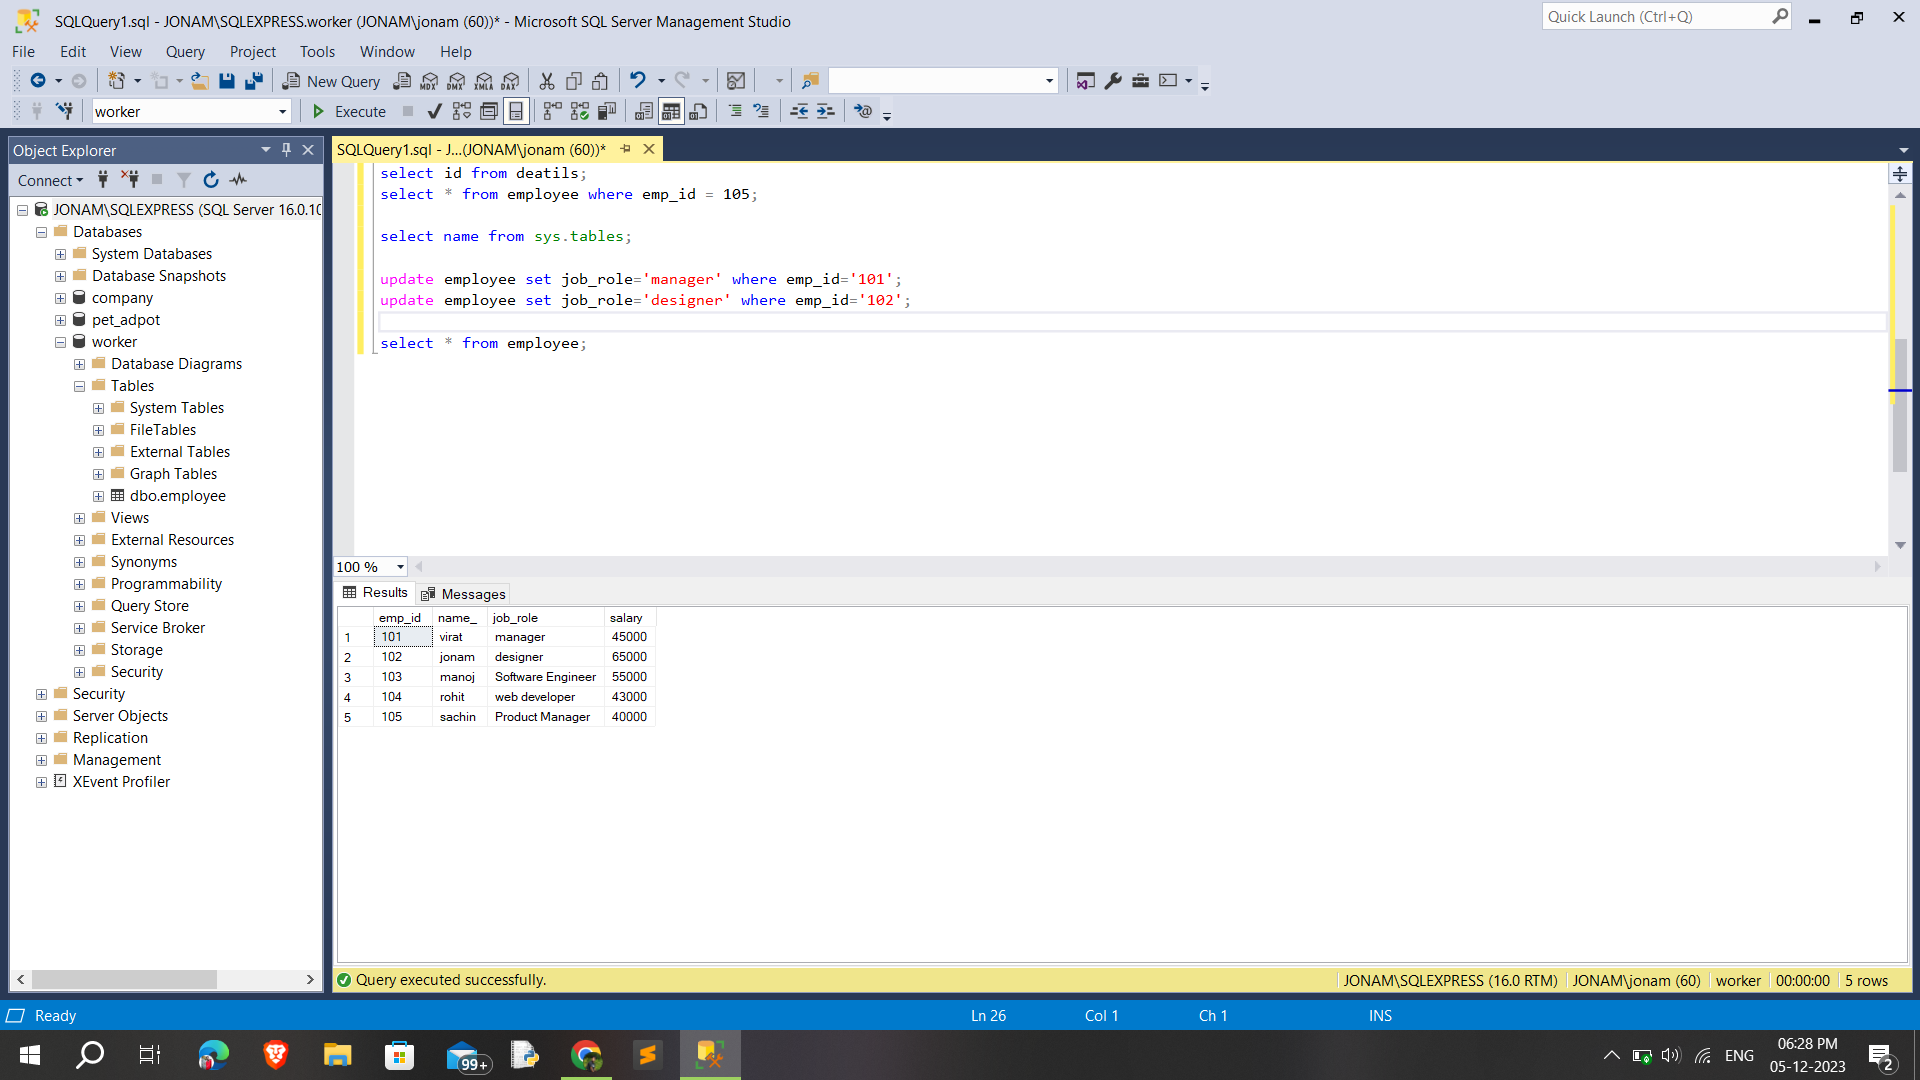 SQLQuery1.sql - JONAM\SQLEXPRESS.worker (JONAM\jonam (60))* - Microsoft SQL Server Management Studio
Quick Launch (Ctrl+Q)
File Edit View Query Project Tools Window Help
New Query MDX DMX XMLA DAX
worker Execute
Object Explorer
Connect
JONAM\SQLEXPRESS (SQL Server 16.0.10
Databases
System Databases
Database Snapshots
company
pet_adpot
worker
Database Diagrams
Tables
System Tables
FileTables
External Tables
Graph Tables
dbo.employee
Views
External Resources
Synonyms
Programmability
Query Store
Service Broker
Storage
Security
Security
Server Objects
Replication
Management
XEvent Profiler
SQLQuery1.sql - J...(JONAM\jonam (60))*
select id from deatils;
select * from employee where emp_id = 105;
select name from sys.tables;
update employee set job_role='manager' where emp_id='101';
update employee set job_role='designer' where emp_id='102';
select * from employee;
100 %
Results Messages
emp_id name_ job_role salary
1 101 virat manager 45000
2 102 jonam designer 65000
3 103 manoj Software Engineer 55000
4 104 rohit web developer 43000
5 105 sachin Product Manager 40000
Query executed successfully. JONAM\SQLEXPRESS (16.0 RTM) JONAM\jonam (60) worker 00:00:00 5 rows
Ready Ln 26 Col 1 Ch 1 INS
99+ ENG 06:28 PM
05-12-2023 2